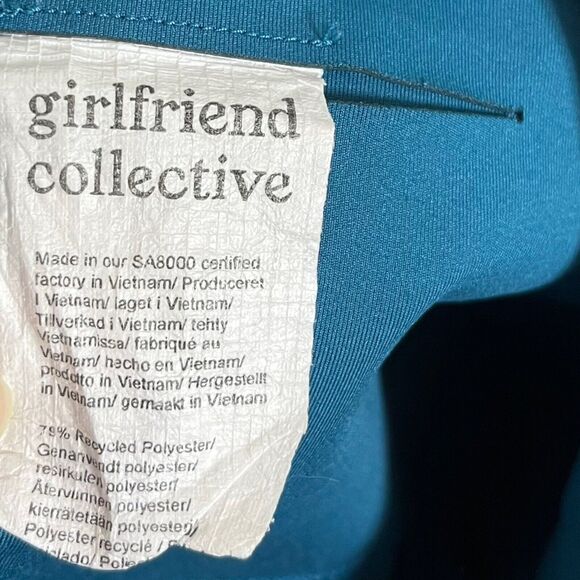 girlfriend
collective
Made in our SA8000 certified
factory in Vietnam/ Produceret
I Vietnam/ laget i Vietnam/
Tillverkad i Vietnam/ tehty
Vietnamissa/ fabriqué au
Vietnam/ hecho en Vietnam/
prodotto in Vietnam/ Hergestellt
in Vietnam/ gemaakt in Vietnam
79% Recycled Polyester/
Genanvendt polyester/
resirkulen polyester/
Återvunnen polyester/
kierrätetään polyesteri/
Polyester recyclé /